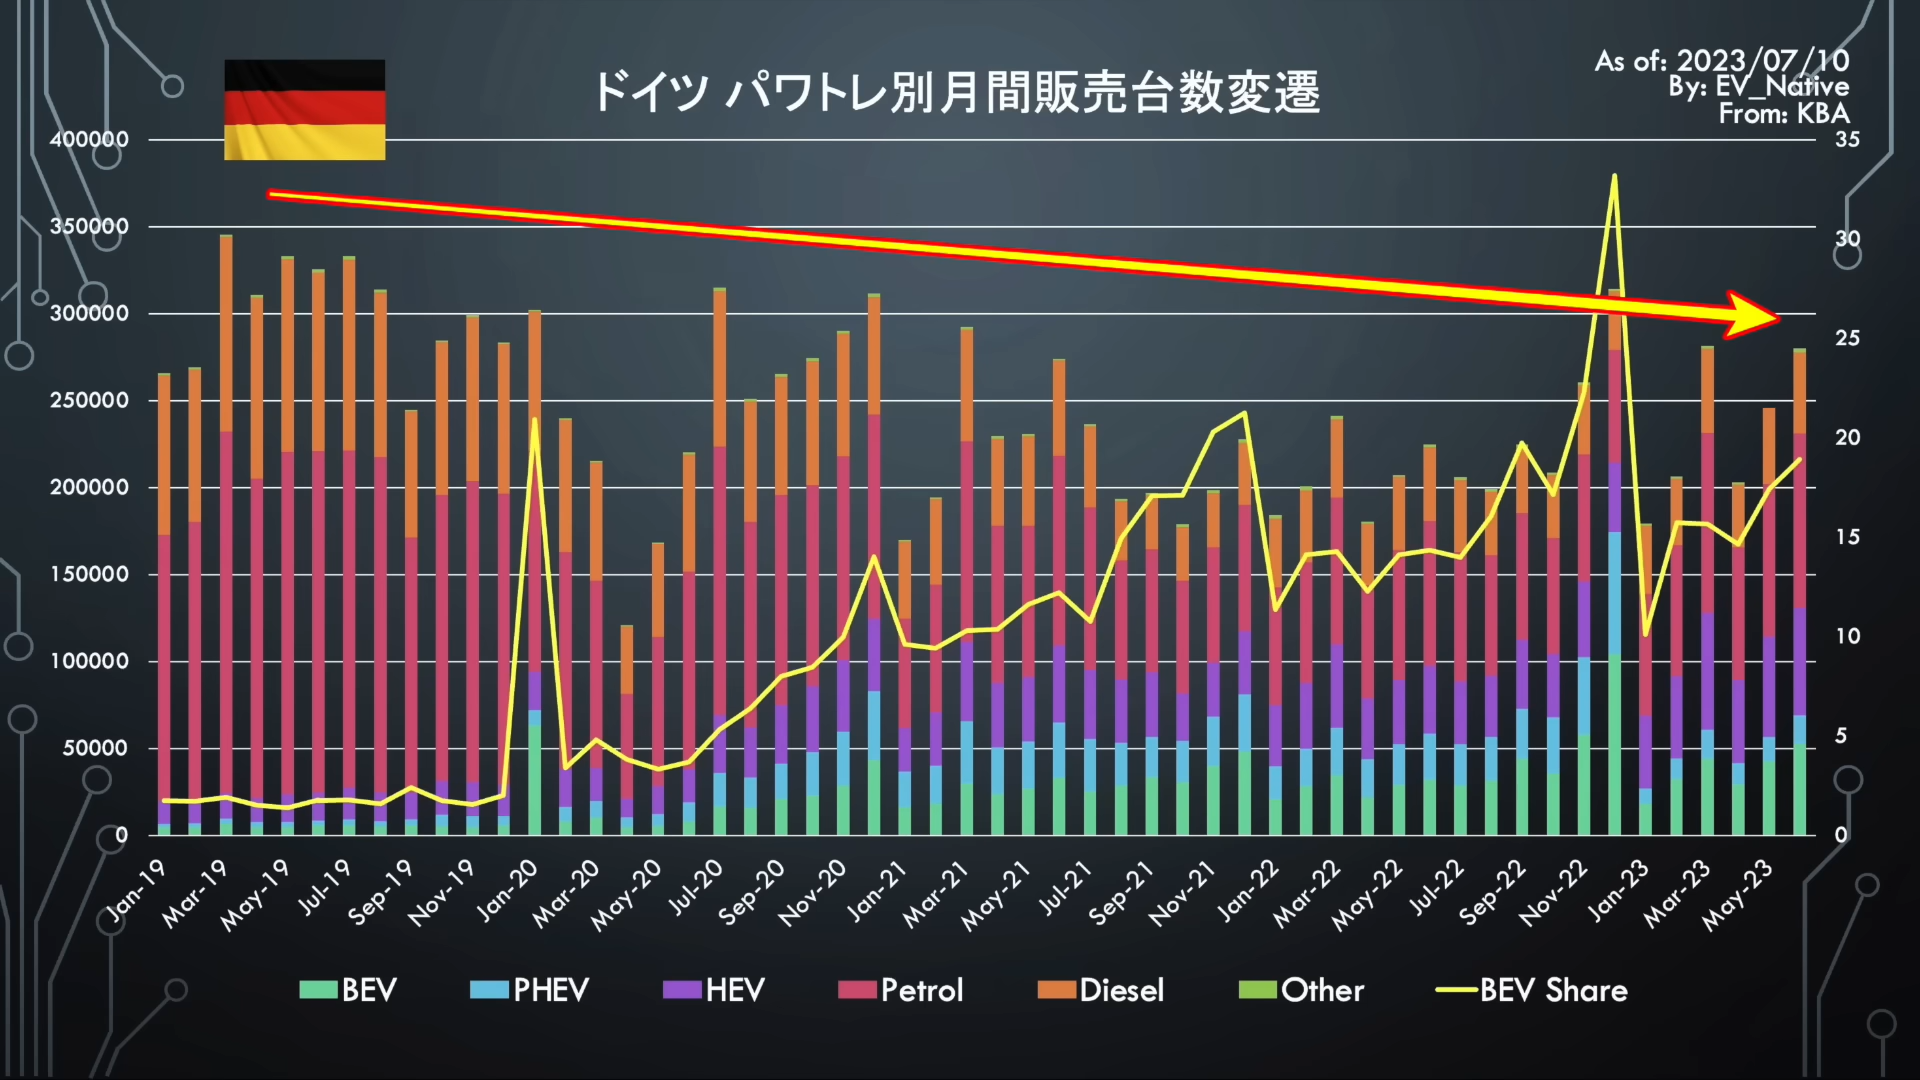 ドイツ パワトレ別月間販売台数変遷
As of: 2023/07/10
By: EV_Native
From: KBA
400000
350000
300000
250000
200000
150000
100000
50000
0
35
30
25
20
15
10
5
0
Jan-19
Mar-19
May-19
Jul-19
Sep-19
Nov-19
Jan-20
Mar-20
May-20
Jul-20
Sep-20
Nov-20
Jan-21
Mar-21
May-21
Jul-21
Sep-21
Nov-21
Jan-22
Mar-22
May-22
Jul-22
Sep-22
Nov-22
Jan-23
Mar-23
May-23
BEV PHEV HEV Petrol Diesel Other BEV Share